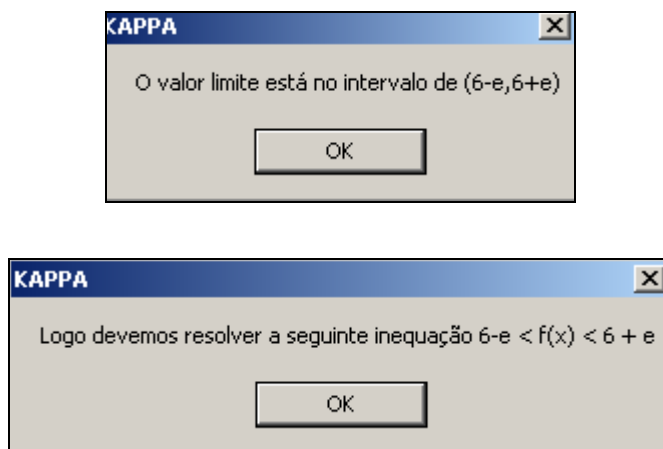 KAPPA
O valor limite está no intervalo de (6-e,6+e)
OK
KAPPA
Logo devemos resolver a seguinte inequação 6-e < f(x) < 6 + e
OK